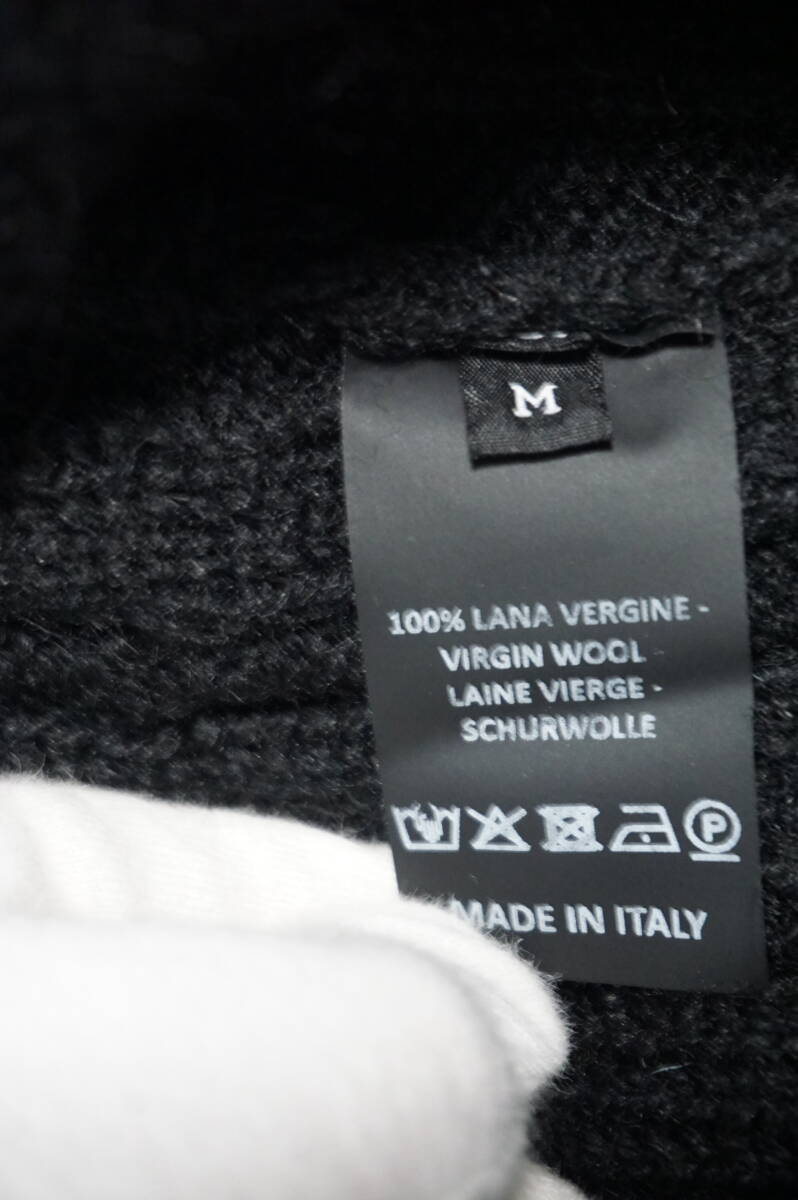 M
100% LANA VERGINE -
VIRGIN WOOL
LAINE VIERGE -
SCHURWOLLE
P
MADE IN ITALY